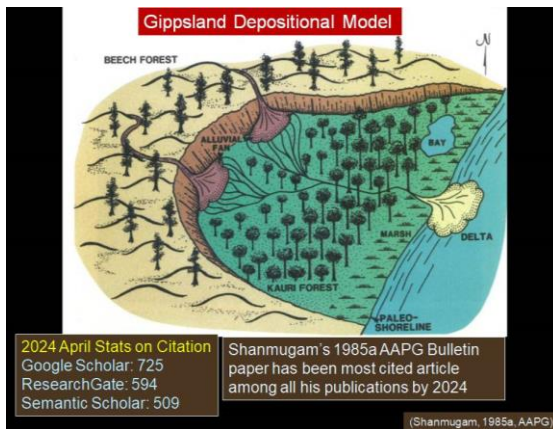 Gippsland Depositional Model
N
BEECH FOREST
ALLUVIAL
FAN
BAY
MARSH
DELTA
KAURI FOREST
PALEO-
SHORELINE
2024 April Stats on Citation
Google Scholar: 725
ResearchGate: 594
Semantic Scholar: 509
Shanmugam's 1985a AAPG Bulletin
paper has been most cited article
among all his publications by 2024
(Shanmugam, 1985a, AAPG)